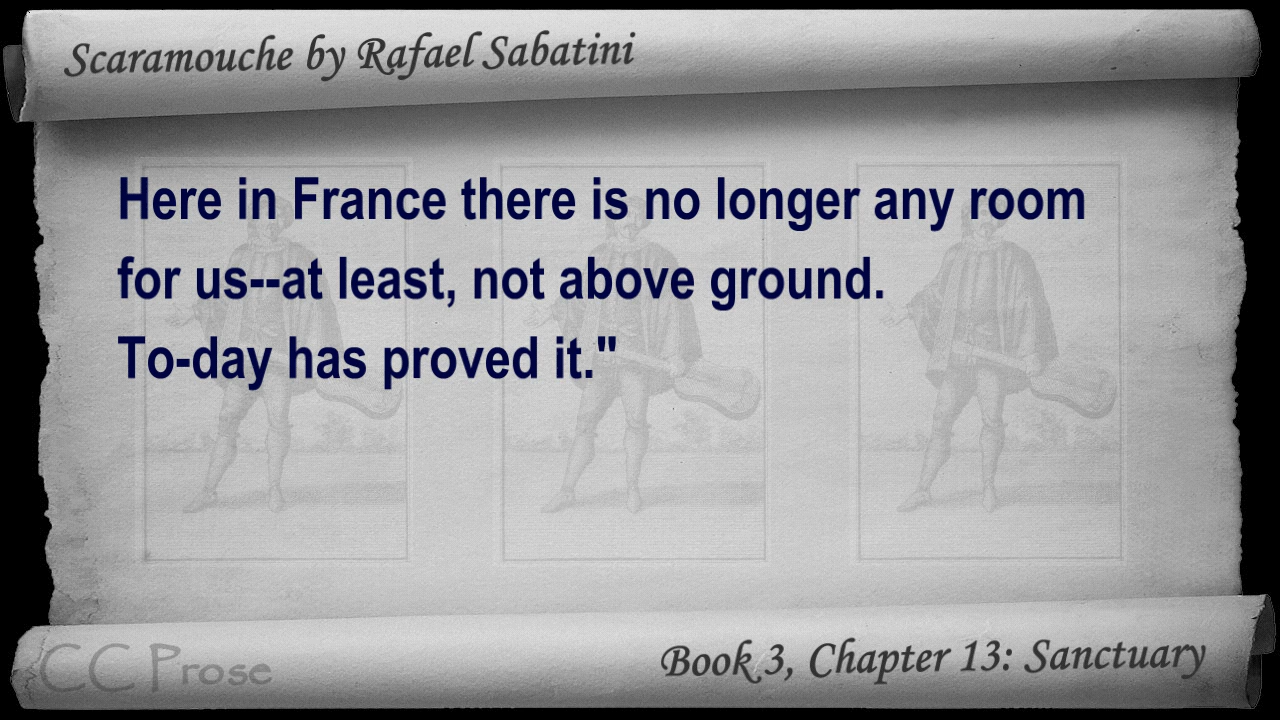 Scaramouche by Rafael Sabatini
Here in France there is no longer any room
for us--at least, not above ground.
To-day has proved it."
CC Prose
Book 3, Chapter 13: Sanctuary